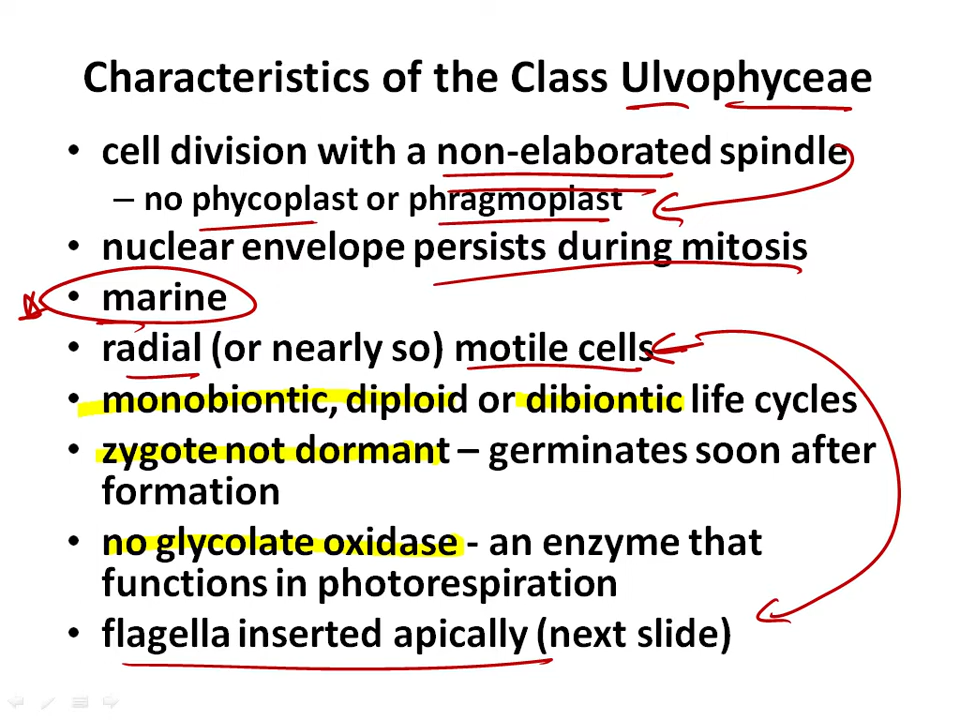 Characteristics of the Class Ulvophyceae
• cell division with a non-elaborated spindle
– no phycoplast or phragmoplast
• nuclear envelope persists during mitosis
• marine
• radial (or nearly so) motile cells
• monobiontic, diploid or dibiontic life cycles
• zygote not dormant – germinates soon after
formation
• no glycolate oxidase - an enzyme that
functions in photorespiration
• flagella inserted apically (next slide)